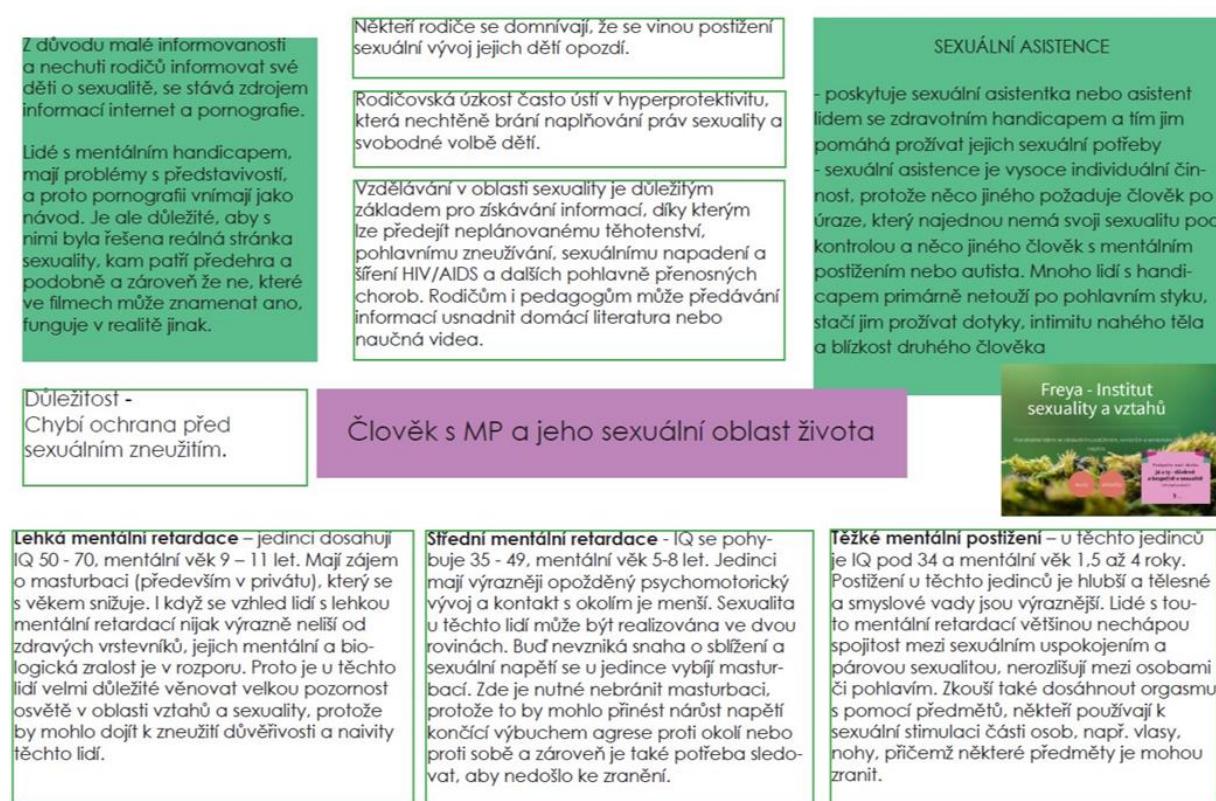 Z důvodu malé informovanosti
a nechuti rodičů informovat své
děti o sexualitě, se stává zdrojem
informací internet a pornografie.
Lidé s mentálním handicapem,
mají problémy s představivostí,
a proto pornografii vnímají jako
návod. Je ale důležité, aby s
nimi byla řešena reálná stránka
sexuality, kam patří předehra a
podobně a zároveň že ne, které
ve filmech může znamenat ano,
funguje v realitě jinak.
Někteří rodiče se domnívají, že se vinou postižení
sexuální vývoj jejich dětí opozdí.
Rodičovská úzkost často ústí v hyperprotektivitu,
která nechtěně brání naplňování práv sexuality a
svobodné volbě dětí.
Vzdělávání v oblasti sexuality je důležitým
základem pro získávání informací, díky kterým
lze předejít neplánovanému těhotenství,
pohlavnímu zneužívání, sexuálnímu napadení a
šíření HIV/AIDS a dalších pohlavně přenosných
chorob. Rodičům i pedagogům může předávání
informací usnadnit domácí literatura nebo
naučná videa.
SEXUÁLNÍ ASISTENCE
- poskytuje sexuální asistentka nebo asistent
lidem se zdravotním handicapem a tím jim
pomáhá prožívat jejich sexuální potřeby
- sexuální asistence je vysoce individuální čin-
nost, protože něco jiného požaduje člověk po
úraze, který najednou nemá svoji sexualitu pod
kontrolou a něco jiného člověk s mentálním
postižením nebo autista. Mnoho lidí s handi-
capem primárně netouží po pohlavním styku,
stačí jim prožívat dotyky, intimitu nahého těla
a blízkost druhého člověka
Důležitost -
Chybí ochrana před
sexuálním zneužitím.
Člověk s MP a jeho sexuální oblast života
Freya - Institut
sexuality a vztahů
Lehká mentální retardace – jedinci dosahují
IQ 50 - 70, mentální věk 9 – 11 let. Mají zájem
o masturbaci (především v privátu), který se
s věkem snižuje. I když se vzhled lidí s lehkou
mentální retardací nijak výrazně neliší od
zdravých vrstevníků, jejich mentální a bio-
logická zralost je v rozporu. Proto je u těchto
lidí velmi důležité věnovat velkou pozornost
osvětě v oblasti vztahů a sexuality, protože
by mohlo dojít k zneužití důvěřivosti a naivity
těchto lidí.
Střední mentální retardace - IQ se pohy-
buje 35 - 49, mentální věk 5-8 let. Jedinci
mají výrazněji opožděný psychomotorický
vývoj a kontakt s okolím je menší. Sexualita
u těchto lidí může být realizována ve dvou
rovinách. Buď nevzniká snaha o sblížení a
sexuální napětí se u jedince vybíjí mastur-
bací. Zde je nutné nebránit masturbaci,
protože to by mohlo přinést nárůst napětí
končící výbuchem agrese proti okolí nebo
proti sobě a zároveň je také potřeba sledo-
vat, aby nedošlo ke zranění.
Těžké mentální postižení – u těchto jedinců
je IQ pod 34 a mentální věk 1,5 až 4 roky.
Postižení u těchto jedinců je hlubší a tělesné
a smyslové vady jsou výraznější. Lidé s tou-
to mentální retardací většinou nechápou
spojitost mezi sexuálním uspokojením a
párovou sexualitou, nerozlišují mezi osobami
či pohlavím. Zkouší také dosáhnout orgasmu
s pomocí předmětů, někteří používají k
sexuální stimulaci části osob, např. vlasy,
nohy, přičemž některé předměty je mohou
zranit.